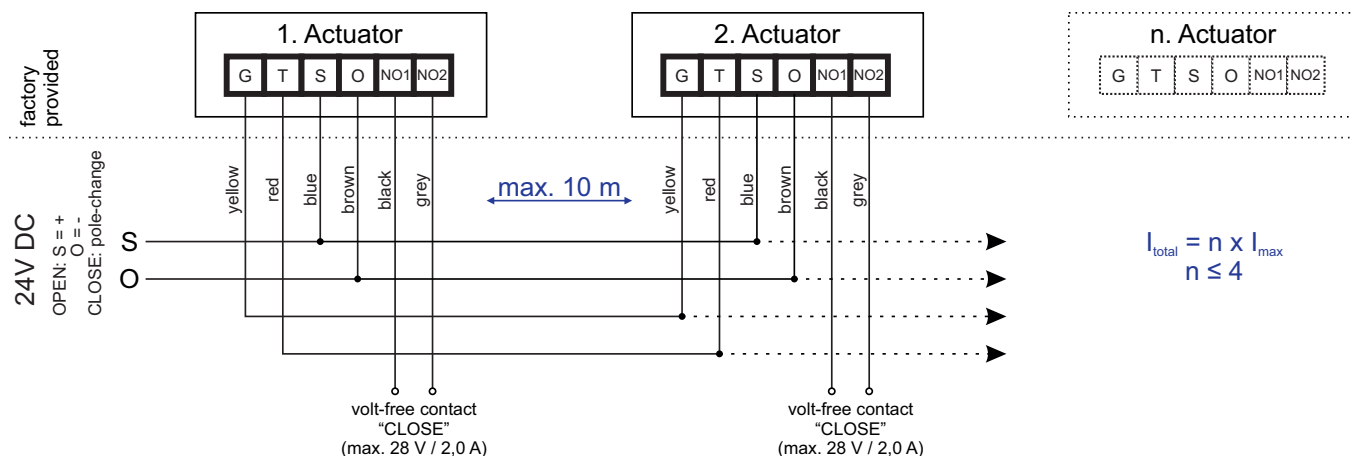 factory
provided
1. Actuator
G T S O NO1 NO2
2. Actuator
G T S O NO1 NO2
n. Actuator
G T S O NO1 NO2
24V DC
OPEN: S = +
O = -
CLOSE: pole-change
yellow
red
blue
brown
black
grey
max. 10 m
yellow
red
blue
brown
black
grey
S
O
I total = n x I max
n ≤ 4
volt-free contact
“CLOSE”
(max. 28 V / 2,0 A)
volt-free contact
“CLOSE”
(max. 28 V / 2,0 A)